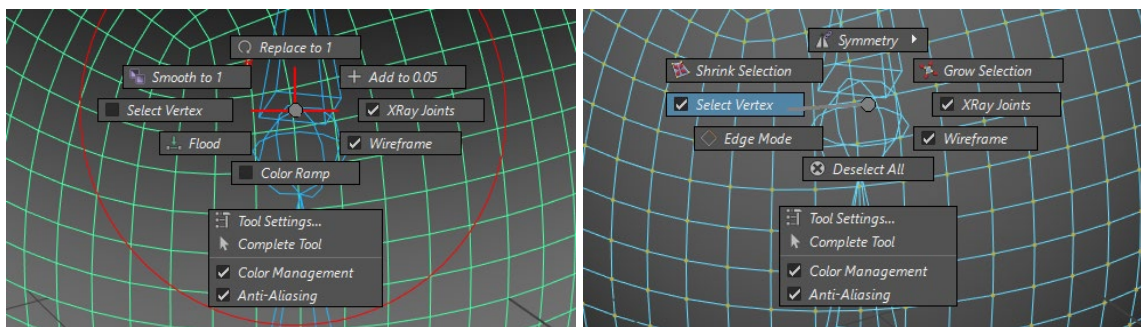 Replace to 1
Smooth to 1
Add to 0.05
Select Vertex
XRay Joints
Flood
Wireframe
Color Ramp
Tool Settings...
Complete Tool
Color Management
Anti-Aliasing
Symmetry
Shrink Selection
Grow Selection
Select Vertex
XRay Joints
Edge Mode
Wireframe
Deselect All
Tool Settings...
Complete Tool
Color Management
Anti-Aliasing